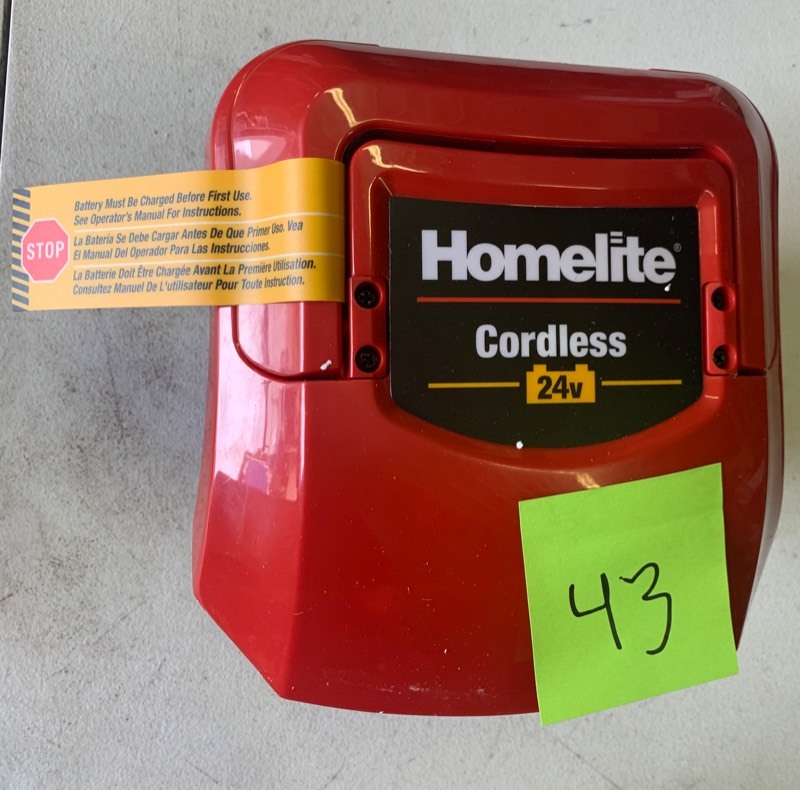 Battery Must Be Charged Before First Use.
See Operator's Manual For Instructions.
STOP
La Bateria Se Debe Cargar Antes De Que Primer Uso. Vea
El Manual Del Operador Para Las Instrucciones.
La Batterie Doit Être Chargée Avant La Première Utilisation.
Consultez Manuel De L'utilisateur Pour Toute Instruction.
Homelite®
Cordless
24v
43